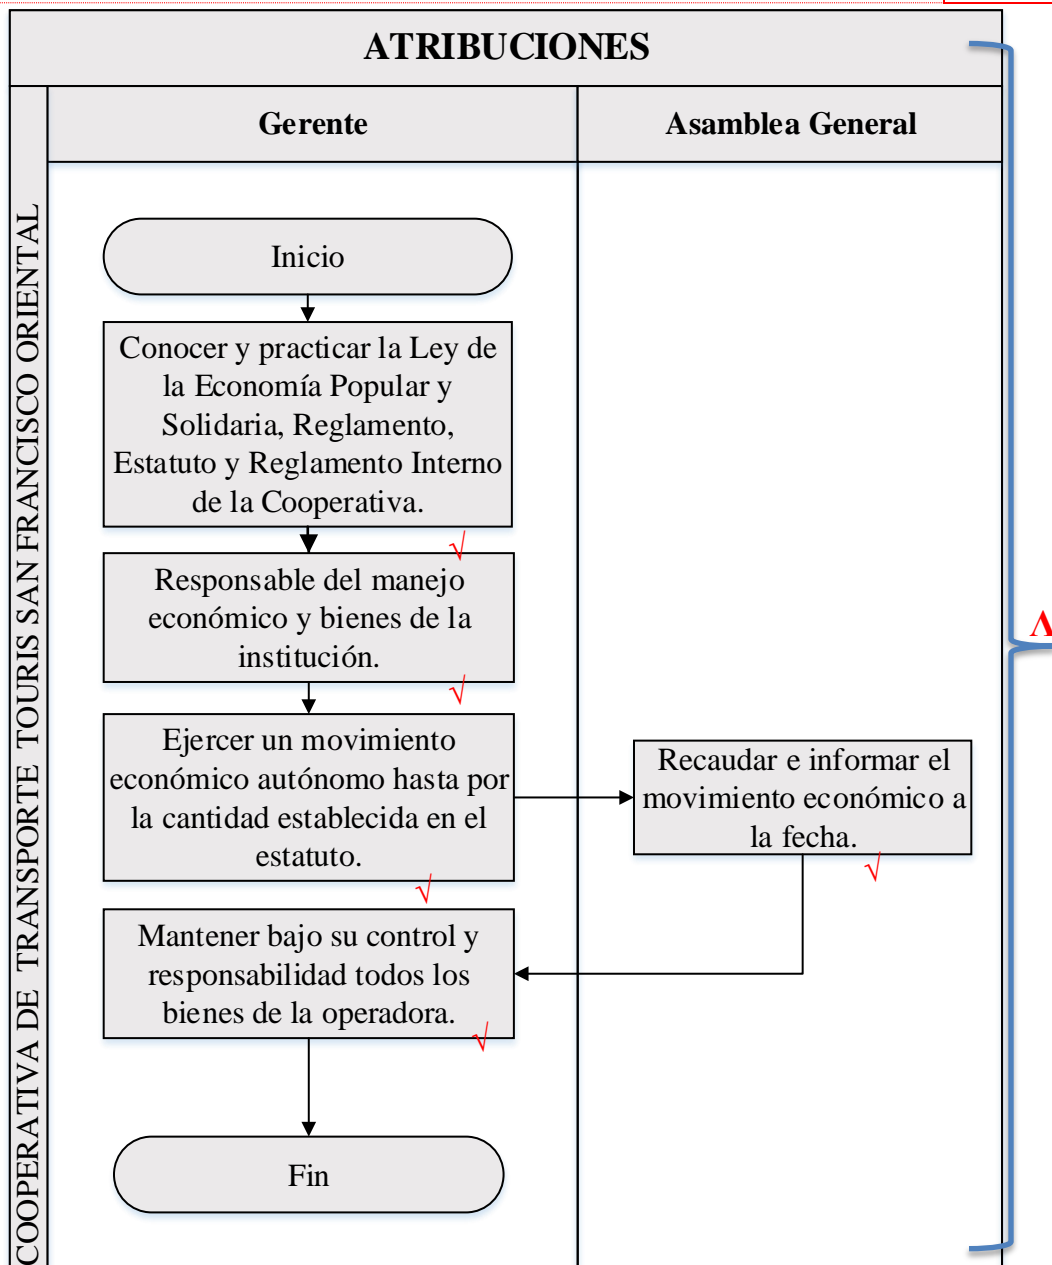 ATRIBUCIONES
COOPERATIVA DE TRANSPORTE TOURIS SAN FRANCISCO ORIENTAL
Gerente
Asamblea General
Inicio
Conocer y practicar la Ley de
la Economía Popular y
Solidaria, Reglamento,
Estatuto y Reglamento Interno
de la Cooperativa.
√
Responsable del manejo
económico y bienes de la
institución.
√
Ejercer un movimiento
económico autónomo hasta por
la cantidad establecida en el
estatuto.
√
Recaudar e informar el
movimiento económico a
la fecha.
√
Mantener bajo su control y
responsabilidad todos los
bienes de la operadora.
√
Fin